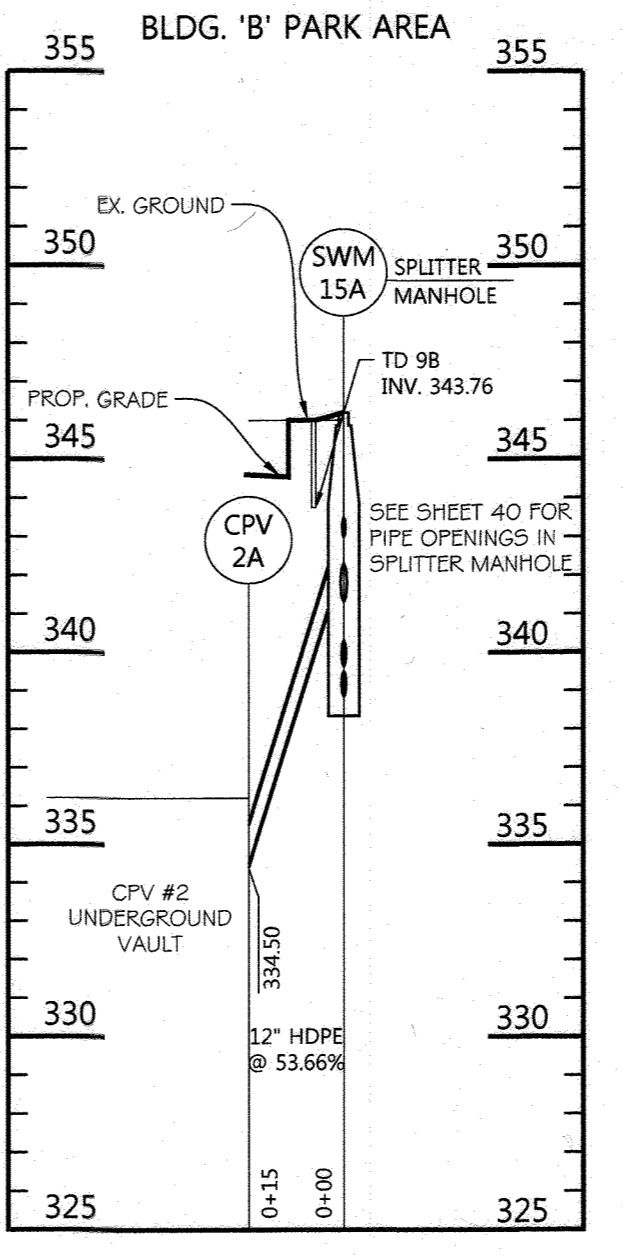 BLDG. 'B' PARK AREA
355
355
EX. GROUND
350
350
SWM
15A
SPLITTER
MANHOLE
TD 9B
INV. 343.76
PROP. GRADE
345
345
CPV
2A
SEE SHEET 40 FOR
PIPE OPENINGS IN
SPLITTER MANHOLE
340
340
335
335
CPV #2
UNDERGROUND
VAULT
334.50
330
330
12" HDPE
@ 53.66%
0+15
0+00
325
325